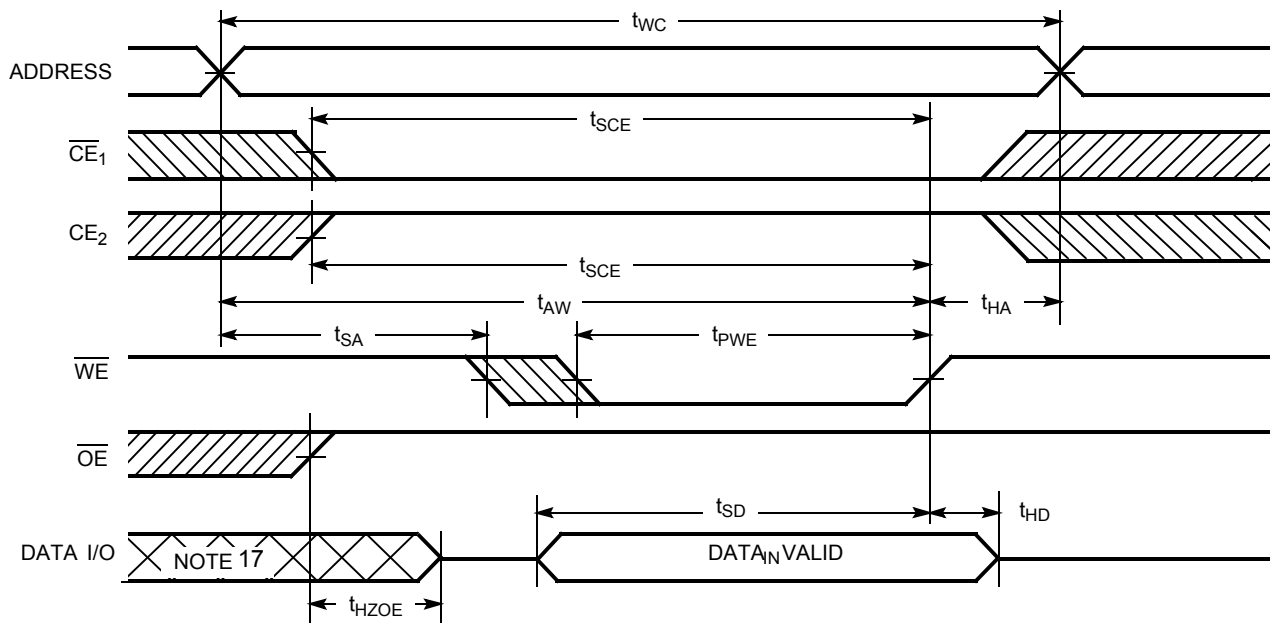 tWC
ADDRESS
tSCE
CE1
CE2
tSCE
tAW
tHA
tSA
tPWE
WE
OE
tSD
tHD
DATA I/O
NOTE 17
DATAIN VALID
tHZOE